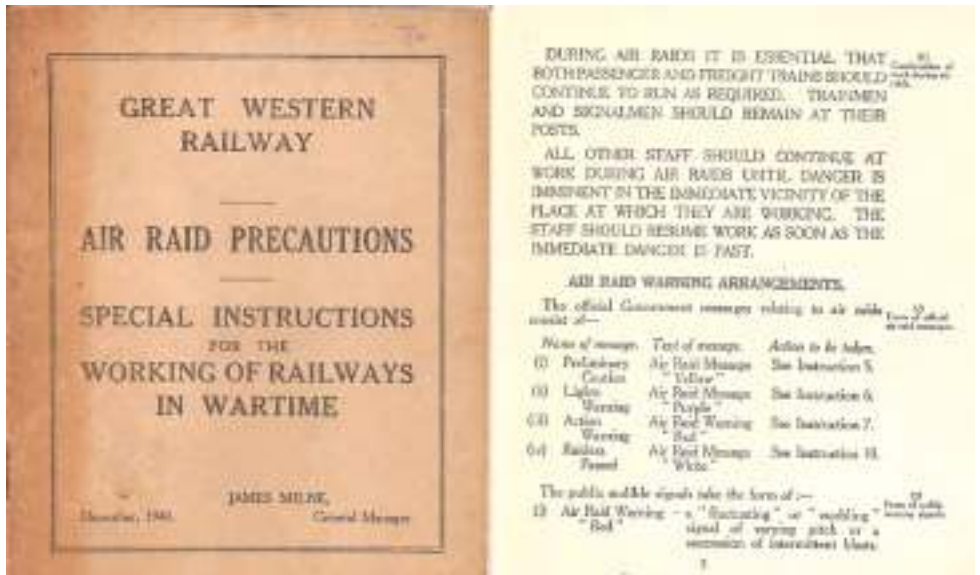 GREAT WESTERN
RAILWAY
AIR RAID PRECAUTIONS
SPECIAL INSTRUCTIONS
FOR THE
WORKING OF RAILWAYS
IN WARTIME
JAMES MILNE,
December, 1940.
General Manager
DURING AIR RAIDS IT IS ESSENTIAL THAT
BOTH PASSENGER AND FREIGHT TRAINS SHOULD
CONTINUE TO RUN AS REQUIRED. TRAINMEN
AND SIGNALMEN SHOULD REMAIN AT THEIR
POSTS.
ALL OTHER STAFF SHOULD CONTINUE AT
WORK DURING AIR RAIDS UNTIL DANGER IS
IMMINENT IN THE IMMEDIATE VICINITY OF THE
PLACE AT WHICH THEY ARE WORKING. THE
STAFF SHOULD RESUME WORK AS SOON AS THE
IMMEDIATE DANGER IS PAST.
AIR RAID WARNING ARRANGEMENTS.
The official Government messages relating to air raids
consist of—
Name of message. Text of message. Action to be taken.
(i) Preliminary Air Raid Message See Instruction 5.
Caution "Yellow"
(ii) Lights Air Raid Message See Instruction 6.
Warning "Purple"
(iii) Action Air Raid Warning See Instruction 7.
Warning "Red"
(iv) Raiders Air Raid Message See Instruction 10.
Passed "White"
The public audible signals take the form of :—
Air Raid Warning – a "fluctuating" or "warbling"
"Red" signal of varying pitch or a
succession of intermittent blasts.